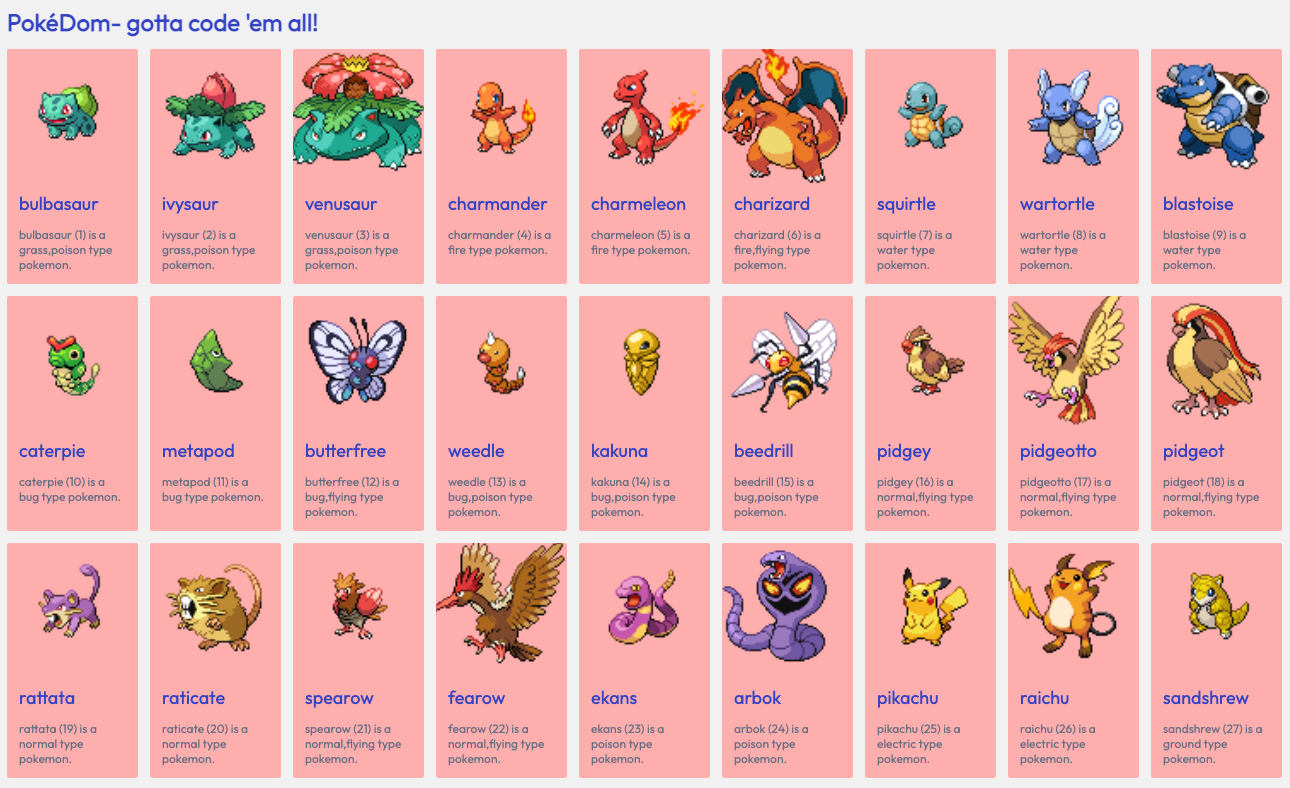 PokéDom- gotta code 'em all!
bulbasaur
bulbasaur (1) is a
grass,poison type
pokemon.
ivysaur
ivysaur (2) is a
grass,poison type
pokemon.
venusaur
venusaur (3) is a
grass,poison type
pokemon.
charmander
charmander (4) is a
fire type pokemon.
charmeleon
charmeleon (5) is a
fire type pokemon.
charizard
charizard (6) is a
fire,flying type
pokemon.
squirtle
squirtle (7) is a
water type
pokemon.
wartortle
wartortle (8) is a
water type
pokemon.
blastoise
blastoise (9) is a
water type
pokemon.
caterpie
caterpie (10) is a
bug type pokemon.
metapod
metapod (11) is a
bug type pokemon.
butterfree
butterfree (12) is a
bug,flying type
pokemon.
weedle
weedle (13) is a
bug,poison type
pokemon.
kakuna
kakuna (14) is a
bug,poison type
pokemon.
beedrill
beedrill (15) is a
bug,poison type
pokemon.
pidgey
pidgey (16) is a
normal,flying type
pokemon.
pidgeotto
pidgeotto (17) is a
normal,flying type
pokemon.
pidgeot
pidgeot (18) is a
normal,flying type
pokemon.
rattata
rattata (19) is a
normal type
pokemon.
raticate
raticate (20) is a
normal type
pokemon.
spearow
spearow (21) is a
normal,flying type
pokemon.
fearow
fearow (22) is a
normal,flying type
pokemon.
ekans
ekans (23) is a
poison type
pokemon.
arbok
arbok (24) is a
poison type
pokemon.
pikachu
pikachu (25) is a
electric type
pokemon.
raichu
raichu (26) is a
electric type
pokemon.
sandshrew
sandshrew (27) is a
ground type
pokemon.